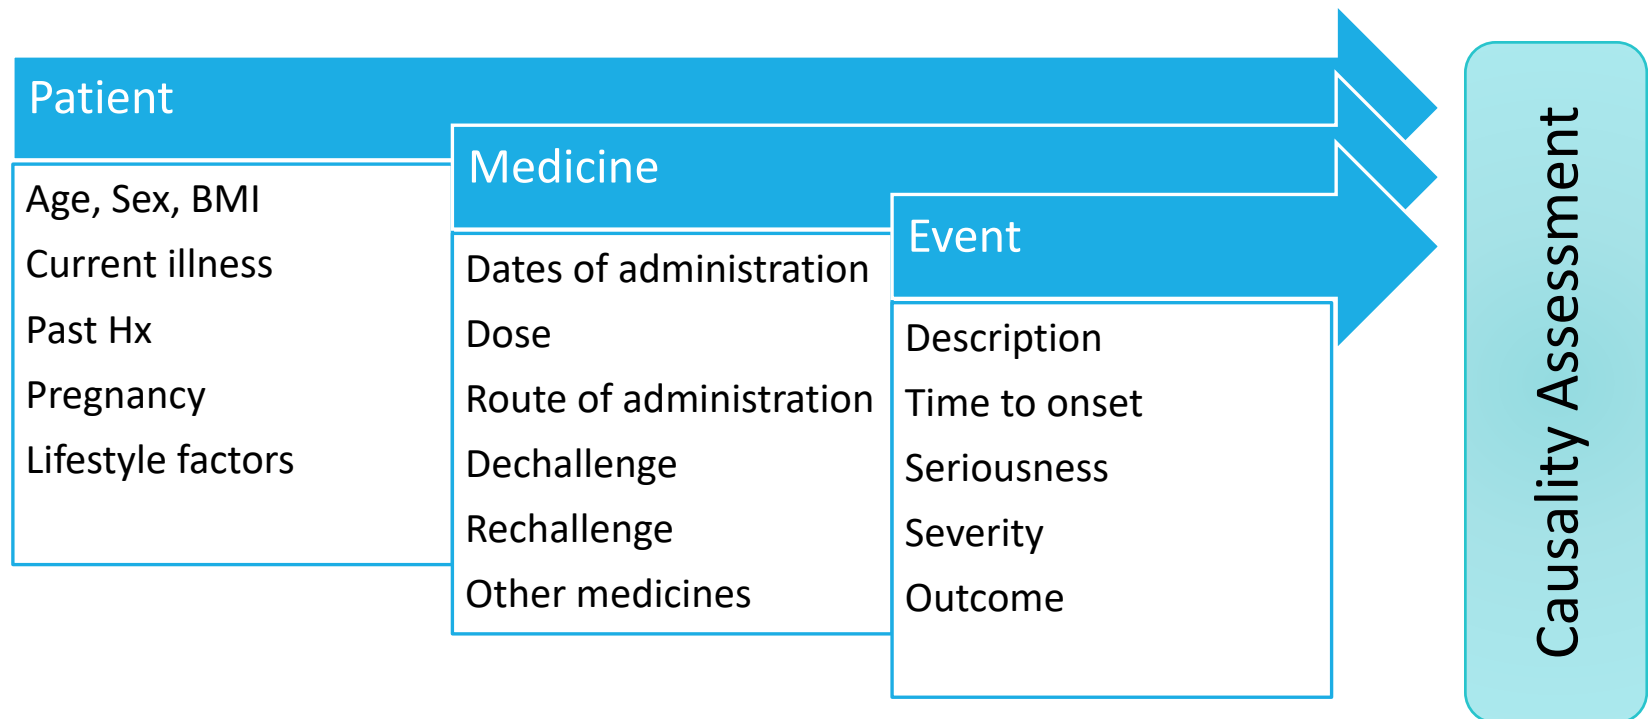 Patient
Age, Sex, BMI
Current illness
Past Hx
Pregnancy
Lifestyle factors
Medicine
Dates of administration
Dose
Route of administration
Dechallenge
Rechallenge
Other medicines
Event
Description
Time to onset
Seriousness
Severity
Outcome
Causality Assessment